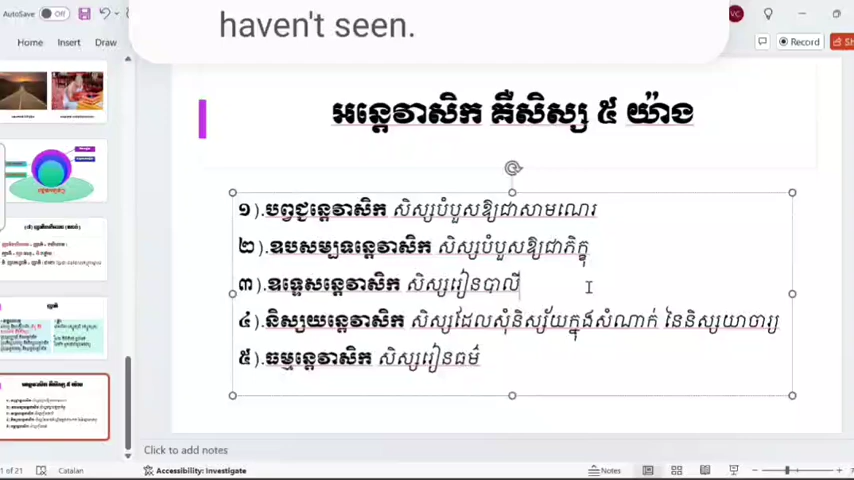 haven't seen.
AutoSave Off
VC
Home Insert Draw
Record
អន្តេវាសិក គឺសិស្ស ៥ យ៉ាង
១).បព្វជ្ជន្តេវាសិក សិស្សបំបួសឱ្យជាសាមណេរ
២).ឧបសម្បទន្តេវាសិក សិស្សបំបួសឱ្យជាភិក្ខុ
៣).ឧទ្ទេសន្តេវាសិក សិស្សរៀនបាលី
៤).និស្សយន្តេវាសិក សិស្សដែលសុំនិស្ស័យក្នុងសំណាក់ នៃនិស្សយាចារ្យ
៥).ធម្មន្តេវាសិក សិស្សរៀនធម៌
Click to add notes
1 of 21 Catalan Accessibility: Investigate Notes